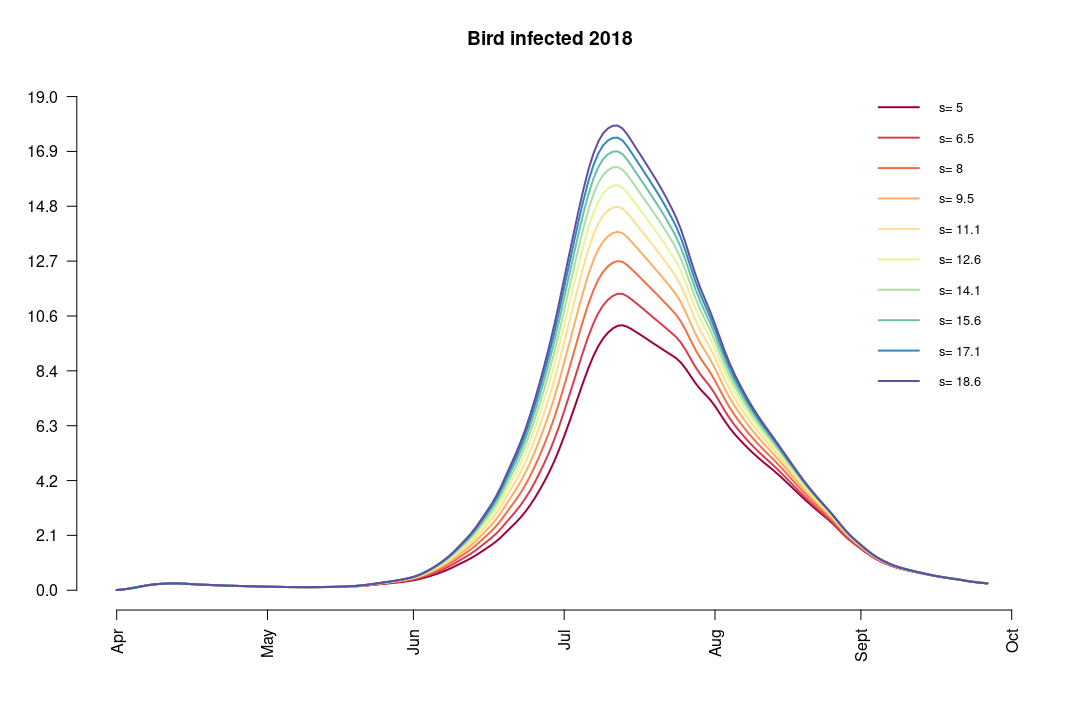 Bird infected 2018
19.0
16.9
14.8
12.7
10.6
8.4
6.3
4.2
2.1
0.0
Apr
May
Jun
Jul
Aug
Sept
Oct
s= 5
s= 6.5
s= 8
s= 9.5
s= 11.1
s= 12.6
s= 14.1
s= 15.6
s= 17.1
s= 18.6